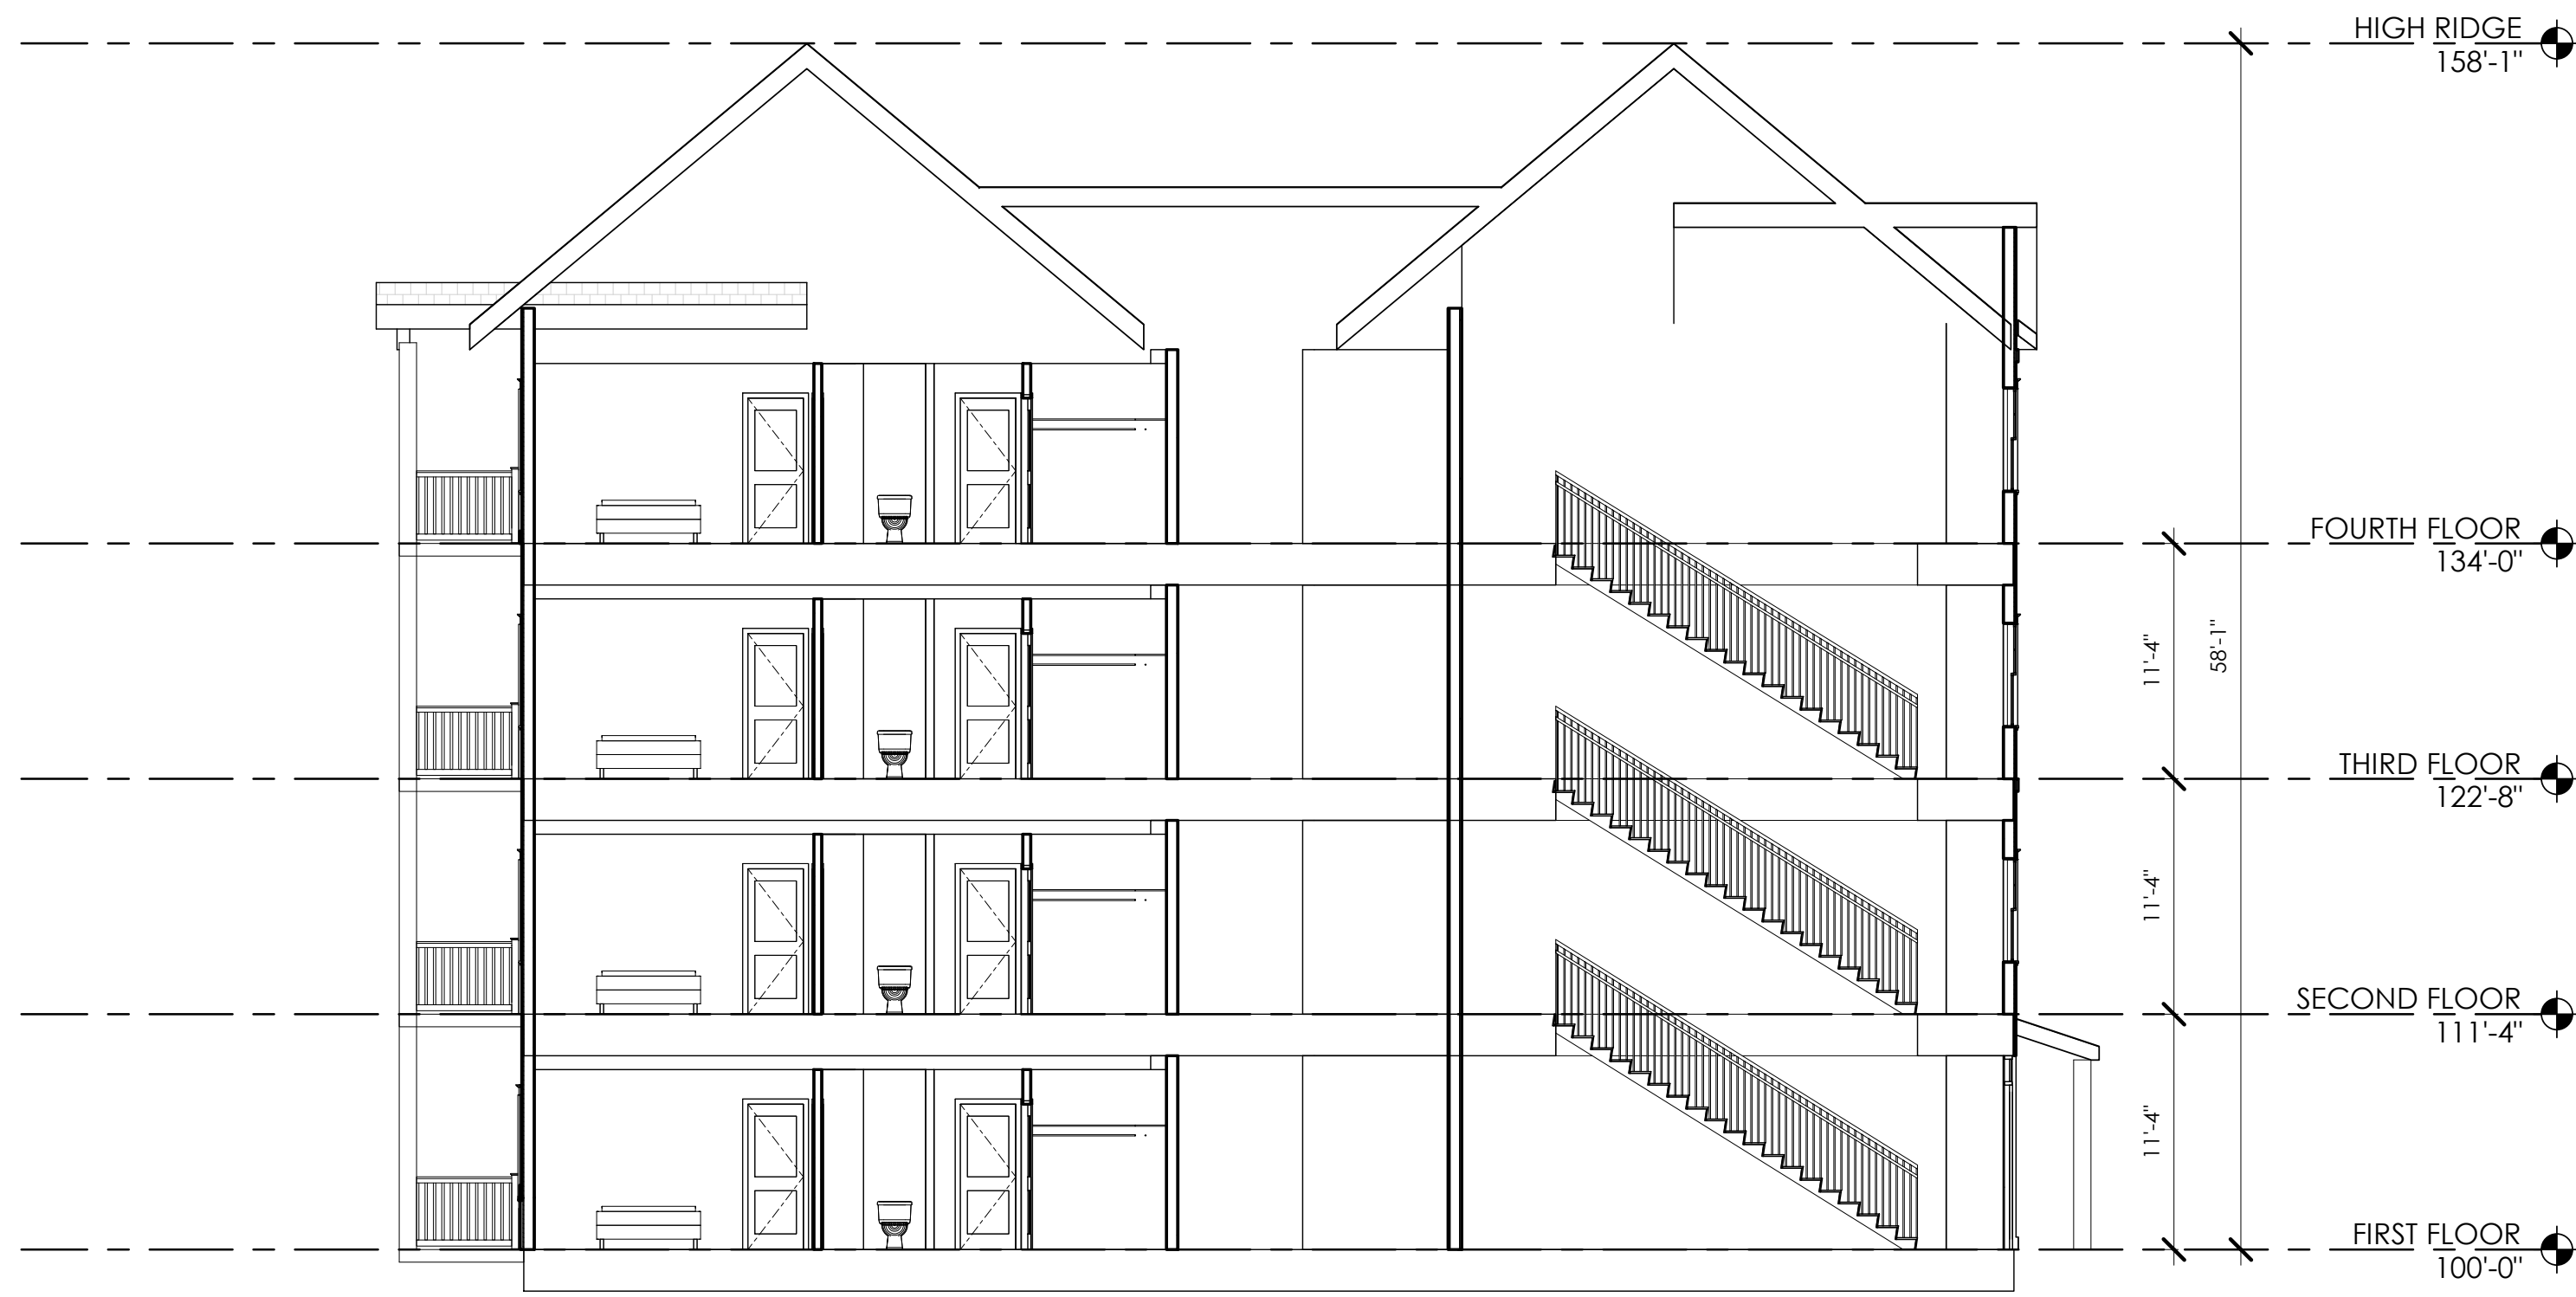 HIGH RIDGE
158'-1"
FOURTH FLOOR
134'-0"
11'-4"
58'-1"
THIRD FLOOR
122'-8"
11'-4"
SECOND FLOOR
111'-4"
11'-4"
FIRST FLOOR
100'-0"